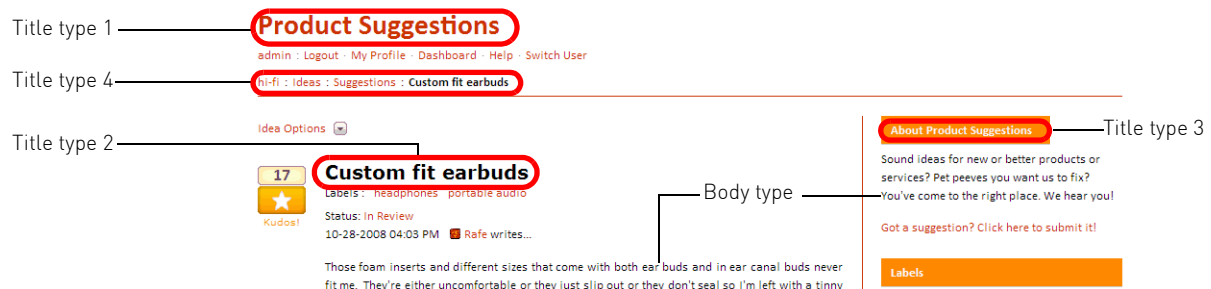 Title type 1
Product Suggestions
admin : Logout · My Profile · Dashboard · Help · Switch User
Title type 4
hi-fi : Ideas : Suggestions : Custom fit earbuds
Idea Options
Title type 2
17
Kudos!
Custom fit earbuds
Labels : headphones portable audio
Status: In Review
10-28-2008 04:03 PM Rafe writes...
Those foam inserts and different sizes that come with both ear buds and in ear canal buds never
fit me. They're either uncomfortable or they just slip out or they don't seal so I'm left with a tinny
Body type
About Product Suggestions
Title type 3
Sound ideas for new or better products or
services? Pet peeves you want us to fix?
You've come to the right place. We hear you!
Got a suggestion? Click here to submit it!
Labels